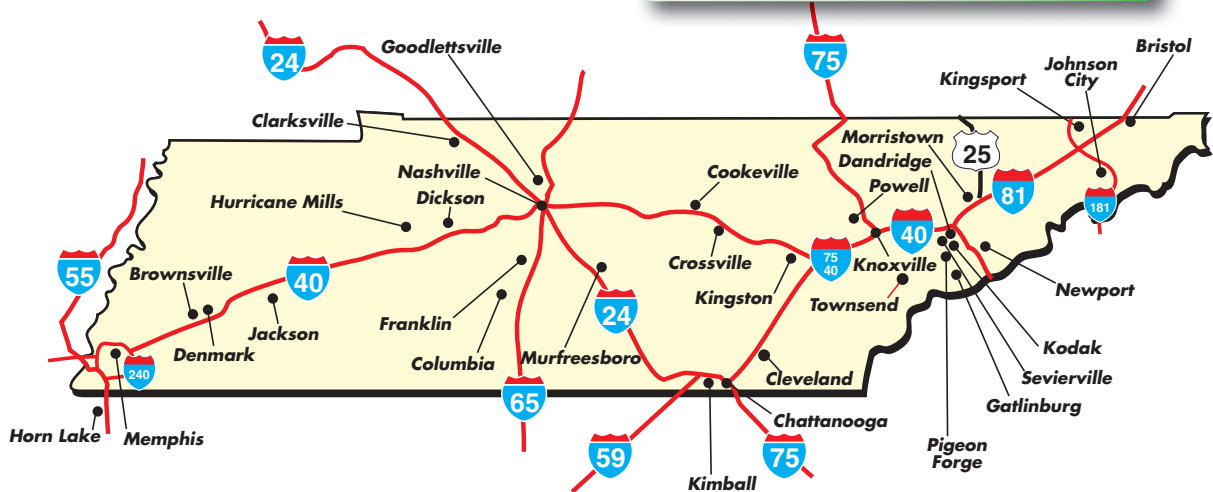 24
Goodlettsville
75
Bristol
Johnson
City
Kingsport
Clarksville
Morristown
25
Dandridge
Nashville
Cookeville
Powell
81
Hurricane Mills
Dickson
181
40
55
75
40
Brownsville
40
Crossville
Knoxville
Kingston
Townsend
Newport
Jackson
Franklin
24
Denmark
Columbia
Murfreesboro
Kodak
240
Cleveland
Sevierville
65
Gatlinburg
Chattanooga
Horn Lake
Memphis
Pigeon
Forge
59
75
Kimball